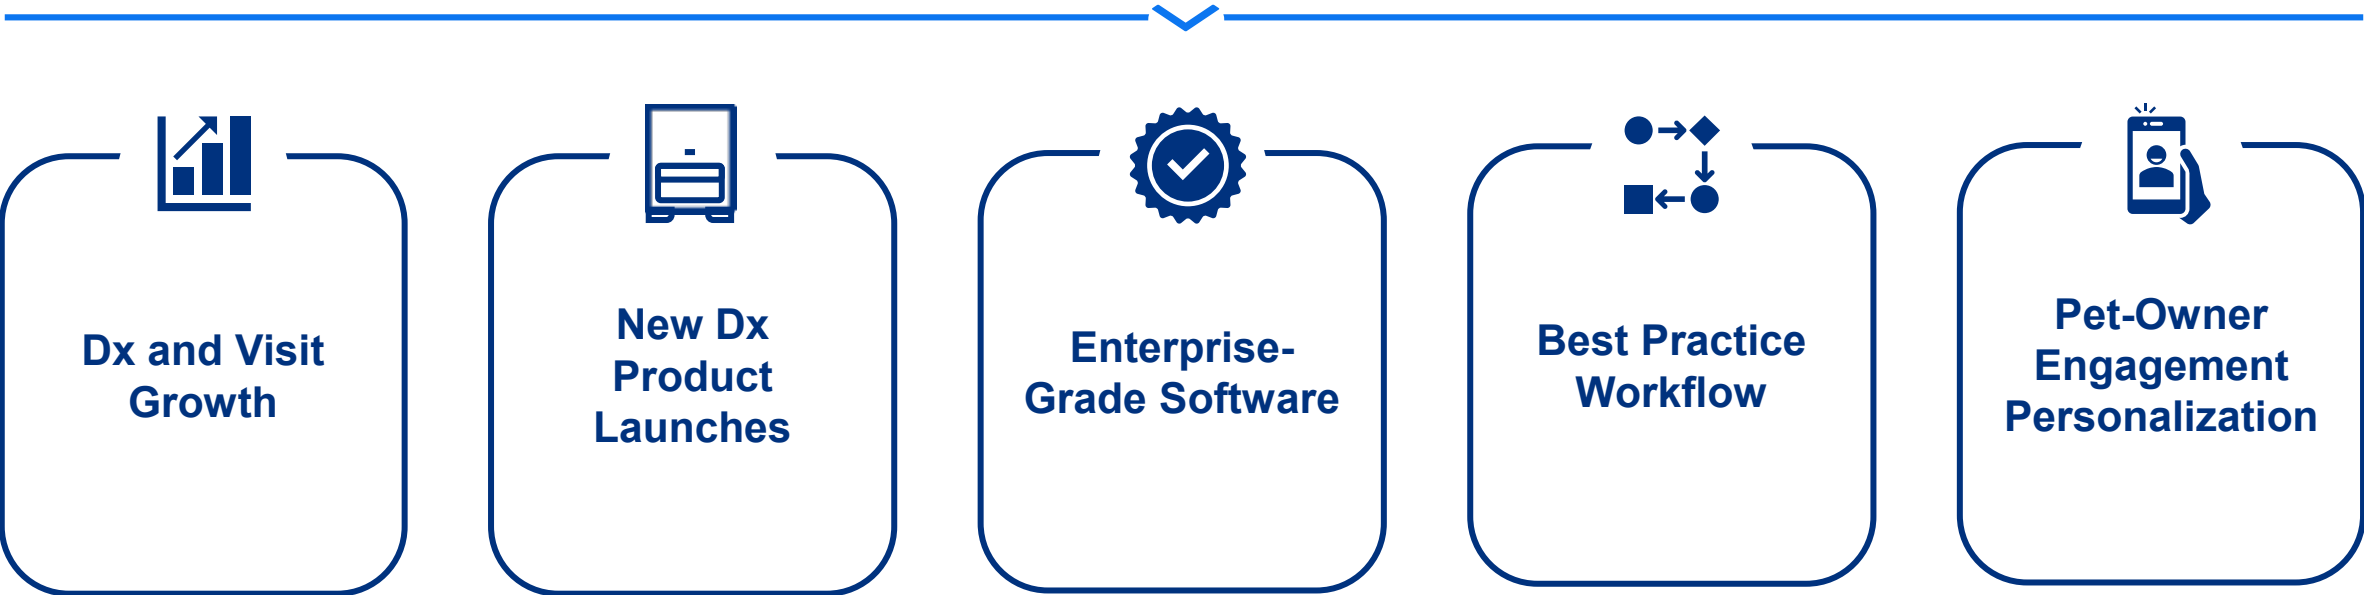 Dx and Visit
Growth
New Dx
Product
Launches
Enterprise-
Grade Software
Best Practice
Workflow
Pet-Owner
Engagement
Personalization